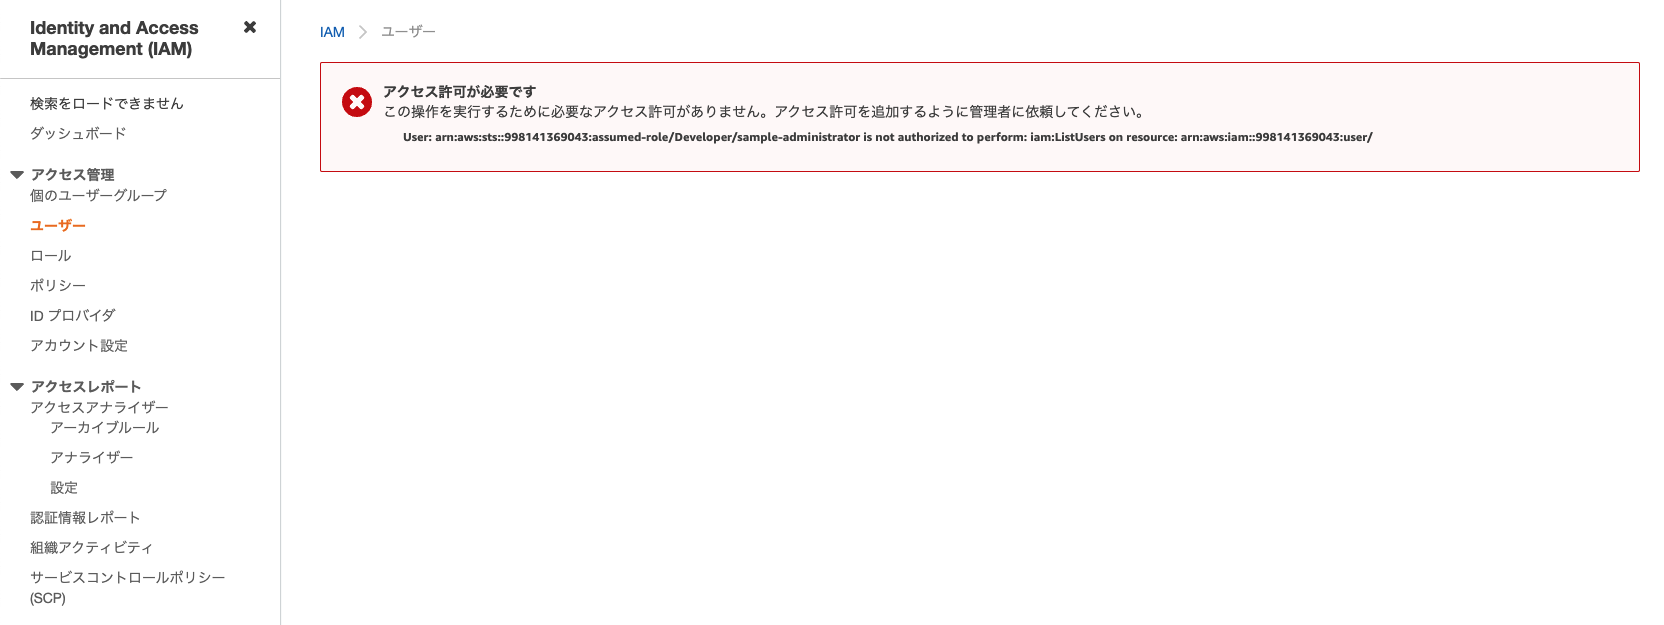 Identity and Access
Management (IAM)
検索をロードできません
ダッシュボード
アクセス管理
個のユーザーグループ
ユーザー
ロール
ポリシー
ID プロバイダ
アカウント設定
アクセスレポート
アクセスアナライザー
アーカイブルール
アナライザー
設定
認証情報レポート
組織アクティビティ
サービスコントロールポリシー
(SCP)
IAM
ユーザー
アクセス許可が必要です
この操作を実行するために必要なアクセス許可がありません。アクセス許可を追加するように管理者に依頼してください。
User: arn:aws:sts::998141369043:assumed-role/Developer/sample-administrator is not authorized to perform: iam:ListUsers on resource: arn:aws:iam::998141369043:user/